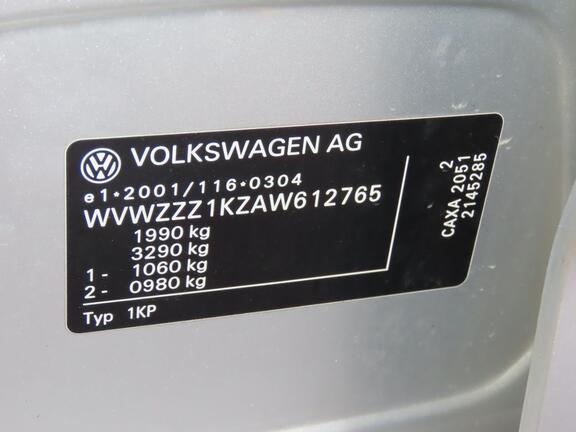 VOLKSWAGEN AG
e1*2001/116*0304
WVWZZZ1KZAW612765
1990 kg
3290 kg
1- 1060 kg
2- 0980 kg
Typ 1KP
2
CAXA 2051
2145285